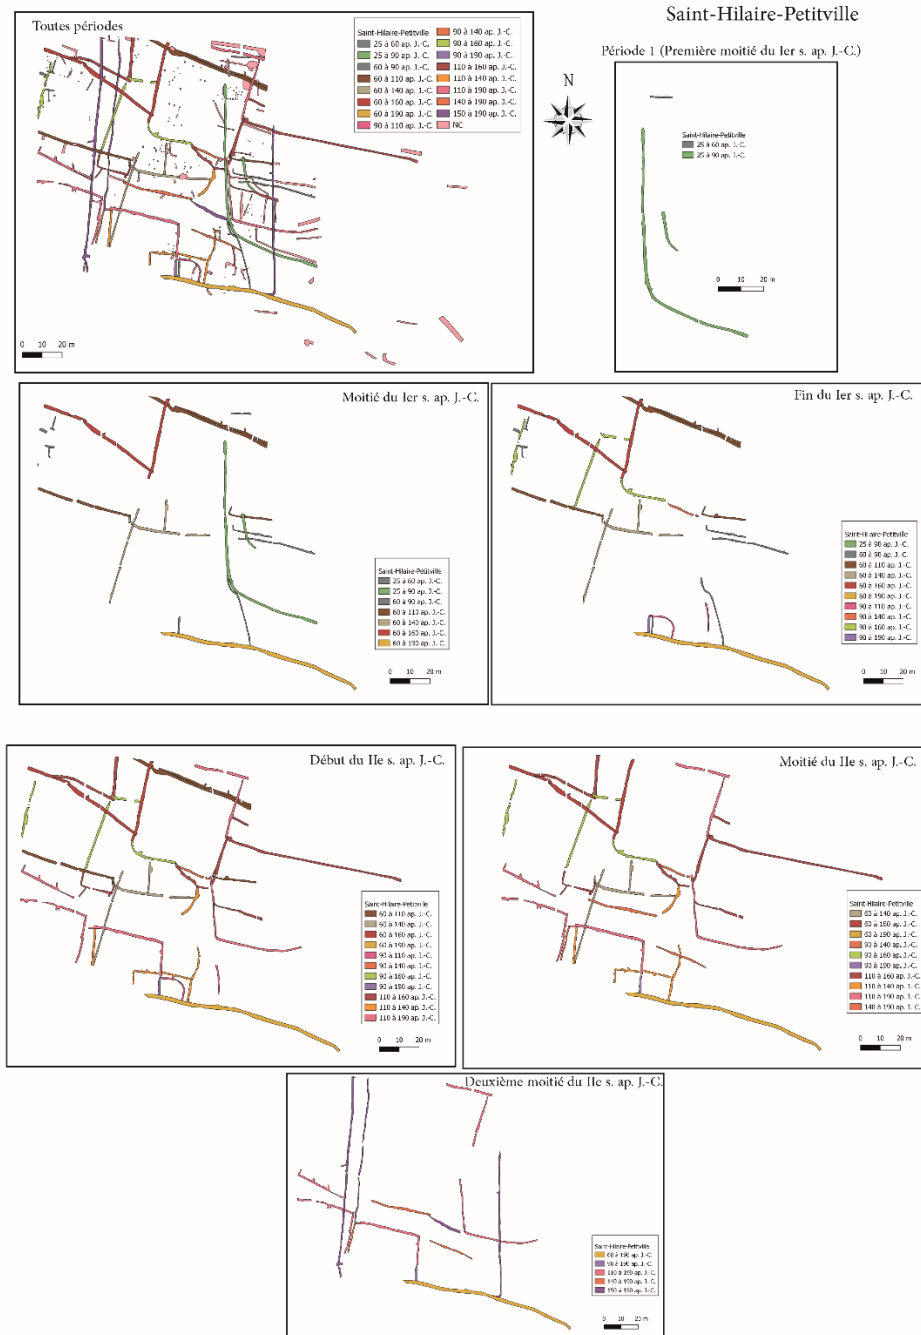 Saint-Hilaire-Petitville
Toutes périodes
Saint-Hilaire-Petitville
25 à 60 ap. J.-C.
25 à 90 ap. J.-C.
60 à 90 ap. J.-C.
60 à 110 ap. J.-C.
60 à 140 ap. J.-C.
60 à 160 ap. J.-C.
60 à 190 ap. J.-C.
90 à 110 ap. J.-C.
90 à 140 ap. J.-C.
90 à 160 ap. J.-C.
90 à 190 ap. J.-C.
110 à 160 ap. J.-C.
110 à 140 ap. J.-C.
110 à 190 ap. J.-C.
140 à 190 ap. J.-C.
150 à 190 ap. J.-C.
NC
0 10 20 m
N
Période 1 (Première moitié du Ier s. ap. J.-C.)
Saint-Hilaire-Petitville
25 à 60 ap. J.-C.
25 à 90 ap. J.-C.
0 10 20 m
Moitié du Ier s. ap. J.-C.
Saint-Hilaire-Petitville
25 à 60 ap. J.-C.
25 à 90 ap. J.-C.
60 à 90 ap. J.-C.
60 à 110 ap. J.-C.
60 à 140 ap. J.-C.
60 à 160 ap. J.-C.
60 à 190 ap. J.-C.
0 10 20 m
Fin du Ier s. ap. J.-C.
Saint-Hilaire-Petitville
25 à 90 ap. J.-C.
60 à 90 ap. J.-C.
60 à 110 ap. J.-C.
60 à 140 ap. J.-C.
60 à 160 ap. J.-C.
60 à 190 ap. J.-C.
90 à 110 ap. J.-C.
90 à 140 ap. J.-C.
90 à 160 ap. J.-C.
90 à 190 ap. J.-C.
0 10 20 m
Début du IIe s. ap. J.-C.
Saint-Hilaire-Petitville
60 à 110 ap. J.-C.
60 à 140 ap. J.-C.
60 à 160 ap. J.-C.
60 à 190 ap. J.-C.
90 à 110 ap. J.-C.
90 à 140 ap. J.-C.
90 à 160 ap. J.-C.
90 à 190 ap. J.-C.
110 à 160 ap. J.-C.
110 à 140 ap. J.-C.
110 à 190 ap. J.-C.
0 10 20 m
Moitié du IIe s. ap. J.-C.
Saint-Hilaire-Petitville
60 à 140 ap. J.-C.
60 à 160 ap. J.-C.
60 à 190 ap. J.-C.
90 à 140 ap. J.-C.
90 à 160 ap. J.-C.
90 à 190 ap. J.-C.
110 à 160 ap. J.-C.
110 à 140 ap. J.-C.
110 à 190 ap. J.-C.
140 à 190 ap. J.-C.
0 10 20 m
Deuxième moitié du IIe s. ap. J.-C.
Saint-Hilaire-Petitville
60 à 190 ap. J.-C.
90 à 190 ap. J.-C.
110 à 190 ap. J.-C.
140 à 190 ap. J.-C.
150 à 190 ap. J.-C.
0 10 20 m